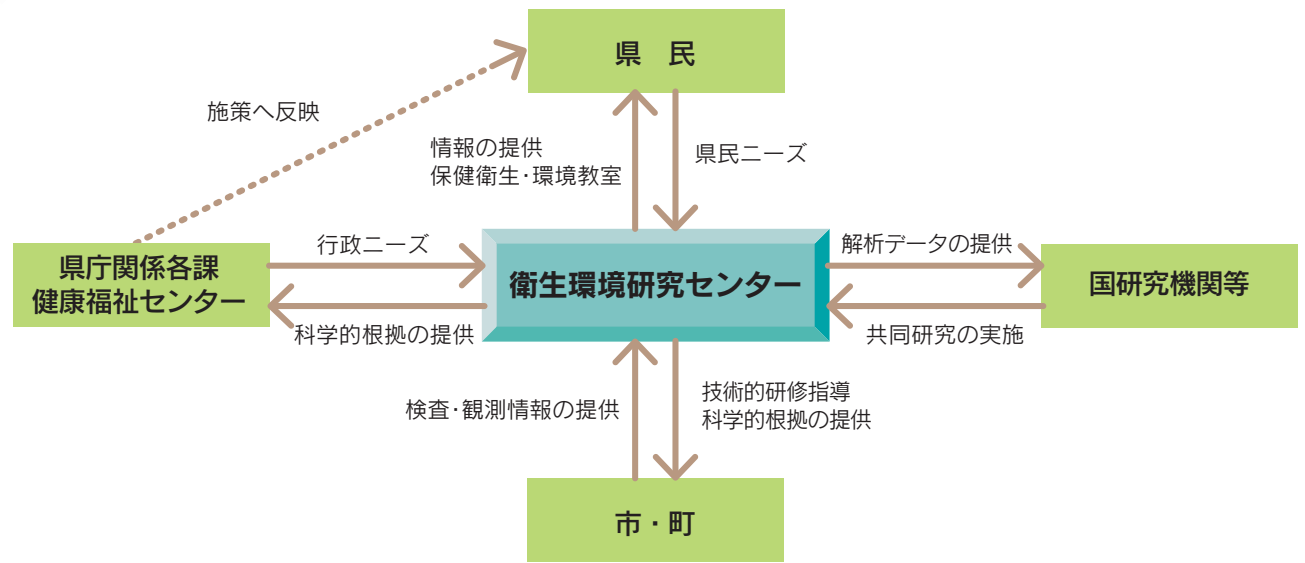 県　民
施策へ反映
情報の提供
保健衛生・環境教室
県民ニーズ
県庁関係各課
健康福祉センター
行政ニーズ
科学的根拠の提供
衛生環境研究センター
解析データの提供
共同研究の実施
国研究機関等
検査・観測情報の提供
技術的研修指導
科学的根拠の提供
市・町